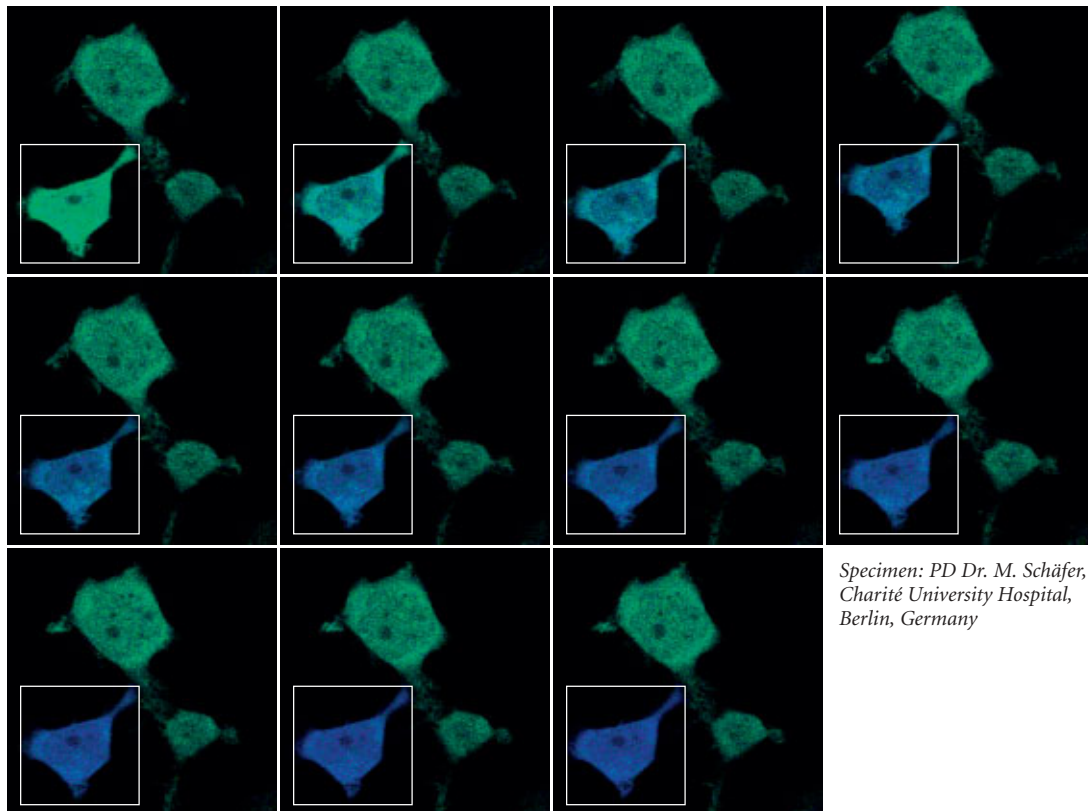 Specimen: PD Dr. M. Schäfer,
Charité University Hospital,
Berlin, Germany